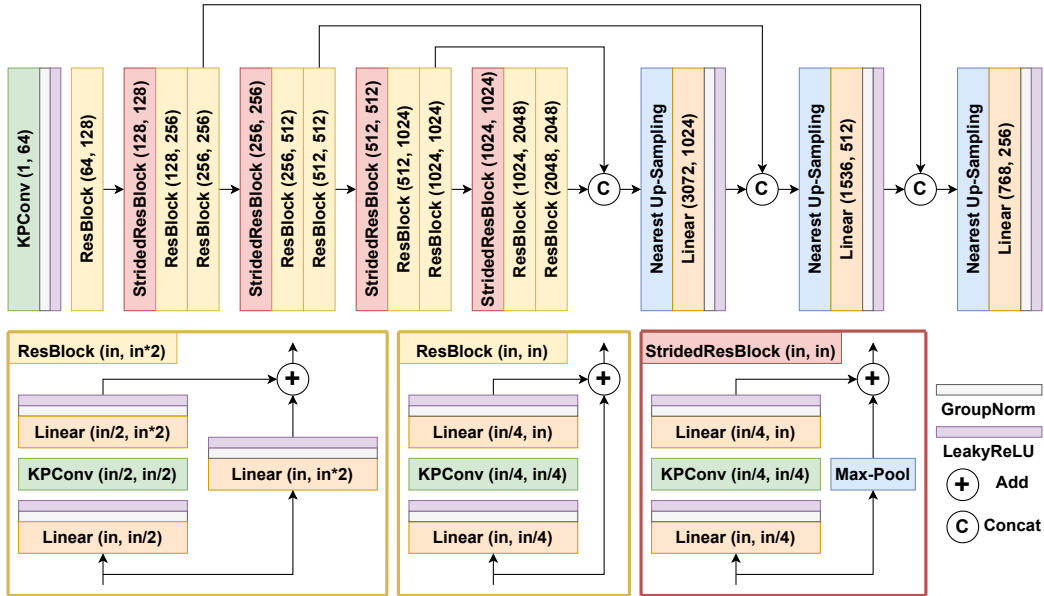 KPConv (1, 64)
ResBlock (64, 128)
StridedResBlock (128, 128)
ResBlock (128, 256)
ResBlock (256, 256)
StridedResBlock (256, 256)
ResBlock (256, 512)
ResBlock (512, 512)
StridedResBlock (512, 512)
ResBlock (512, 1024)
ResBlock (1024, 1024)
StridedResBlock (1024, 1024)
ResBlock (1024, 2048)
ResBlock (2048, 2048)
C
Nearest Up-Sampling
Linear (3072, 1024)
C
Nearest Up-Sampling
Linear (1536, 512)
C
Nearest Up-Sampling
Linear (768, 256)
ResBlock (in, in*2)
+
Linear (in/2, in*2)
KPConv (in/2, in/2)
Linear (in, in*2)
Linear (in, in/2)
ResBlock (in, in)
+
Linear (in/4, in)
KPConv (in/4, in/4)
Linear (in, in/4)
StridedResBlock (in, in)
+
Linear (in/4, in)
KPConv (in/4, in/4)
Max-Pool
Linear (in, in/4)
GroupNorm
LeakyReLU
+ Add
C Concat